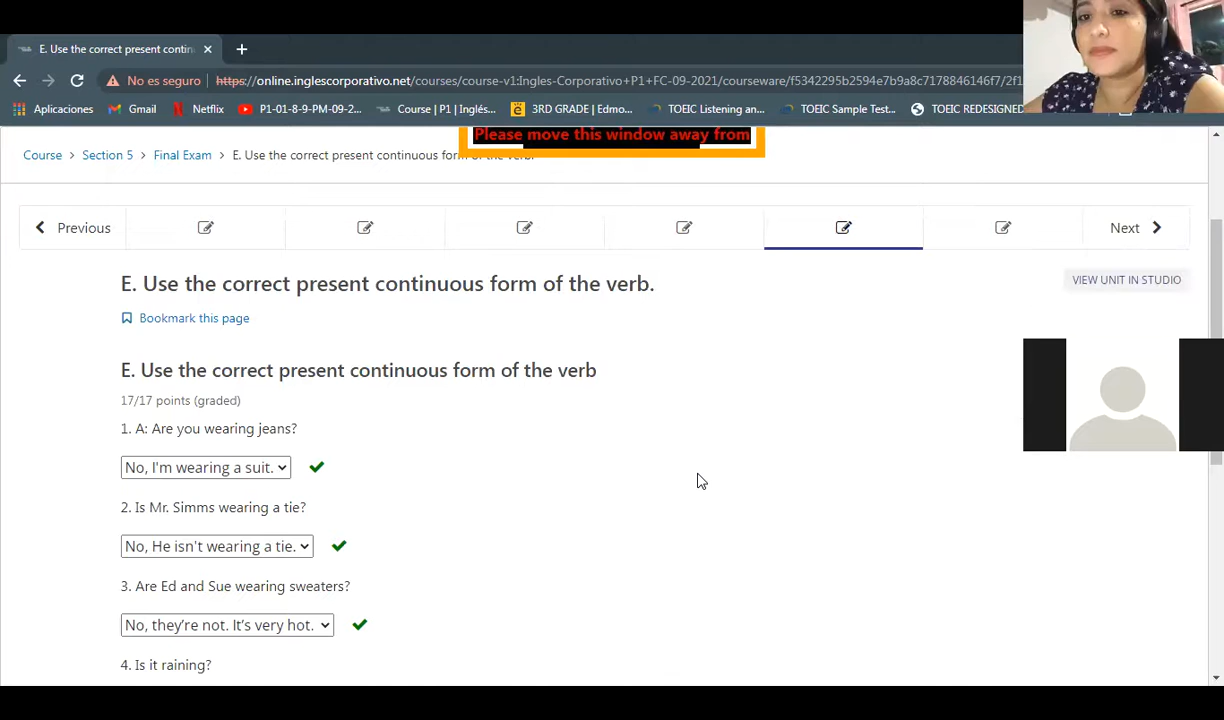 E. Use the correct present contin
No es seguro
https://online.inglescorporativo.net/courses/course-v1:Ingles-Corporativo+P1+FC-09-2021/courseware/f5342295b2594e7b9a8c7178846146f7/2f1
Aplicaciones Gmail Netflix P1-01-8-9-PM-09-2... Course | P1 | Inglés... 3RD GRADE | Edmo... TOEIC Listening an... TOEIC Sample Test... TOEIC REDESIGNED
Please move this window away from
Course > Section 5 > Final Exam > E. Use the correct present continuous form of the verb.
Previous
Next
E. Use the correct present continuous form of the verb.
VIEW UNIT IN STUDIO
Bookmark this page
E. Use the correct present continuous form of the verb
17/17 points (graded)
1. A: Are you wearing jeans?
No, I'm wearing a suit.
2. Is Mr. Simms wearing a tie?
No, He isn't wearing a tie.
3. Are Ed and Sue wearing sweaters?
No, they’re not. It’s very hot.
4. Is it raining?